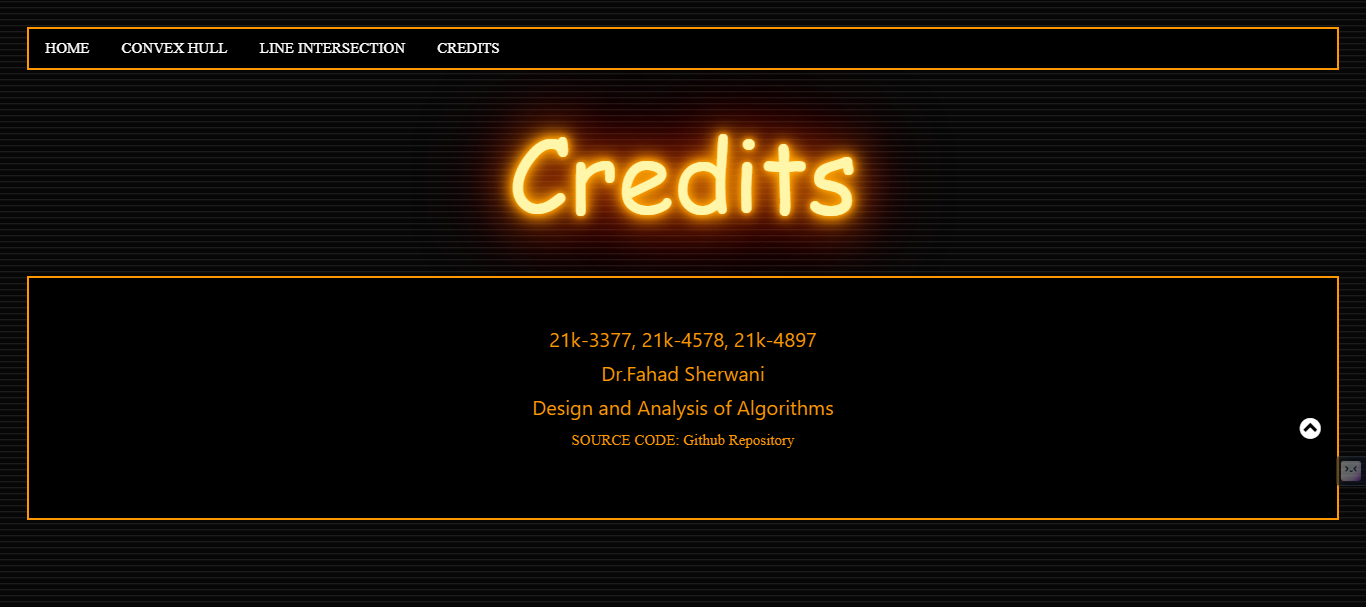 HOME CONVEX HULL LINE INTERSECTION CREDITS
Credits
21k-3377, 21k-4578, 21k-4897
Dr.Fahad Sherwani
Design and Analysis of Algorithms
SOURCE CODE: Github Repository